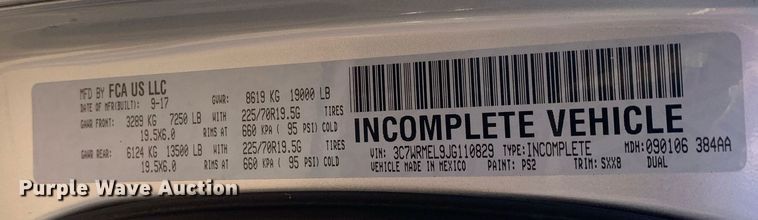 MFD BY FCA US LLC
DATE OF MFR(BUILT): 9-17 GVWR: 8619 KG 19000 LB
GAWR FRONT: 3289 KG 7250 LB WITH 225/70R19.5G TIRES
19.5X6.0 RIMS AT 660 KPA ( 95 PSI) COLD
GAWR REAR: 6124 KG 13500 LB WITH 225/70R19.5G TIRES
19.5X6.0 RIMS AT 660 KPA ( 95 PSI) COLD
INCOMPLETE VEHICLE
VIN: 3C7WRMEL9JG110829 TYPE:INCOMPLETE MDH:090106 384AA
VEHICLE MADE IN MEXICO PAINT: PS2 TRIM: SXX8 DUAL
Purple Wave Auction